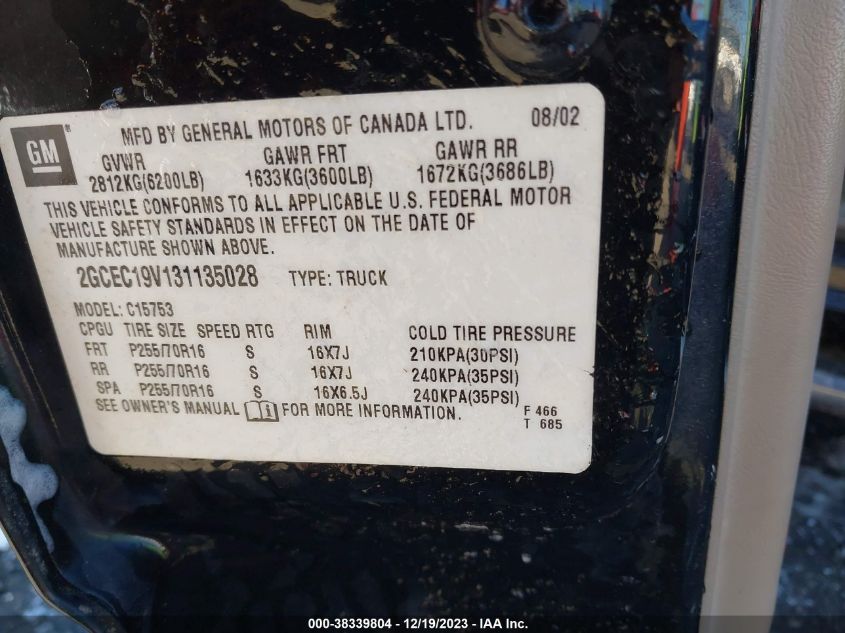 GM ®
MFD BY GENERAL MOTORS OF CANADA LTD. 08/02
GVWR GAWR FRT GAWR RR
2812KG(6200LB) 1633KG(3600LB) 1672KG(3686LB)
THIS VEHICLE CONFORMS TO ALL APPLICABLE U.S. FEDERAL MOTOR
VEHICLE SAFETY STANDARDS IN EFFECT ON THE DATE OF
MANUFACTURE SHOWN ABOVE.
2GCEC19V131135028 TYPE: TRUCK
MODEL: C15753
CPGU TIRE SIZE SPEED RTG RIM COLD TIRE PRESSURE
FRT P255/70R16 S 16X7J 210KPA(30PSI)
RR P255/70R16 S 16X7J 240KPA(35PSI)
SPA P255/70R16 S 16X6.5J 240KPA(35PSI)
SEE OWNER'S MANUAL i FOR MORE INFORMATION. F 466
T 685
000-38339804 - 12/19/2023 - IAA Inc.